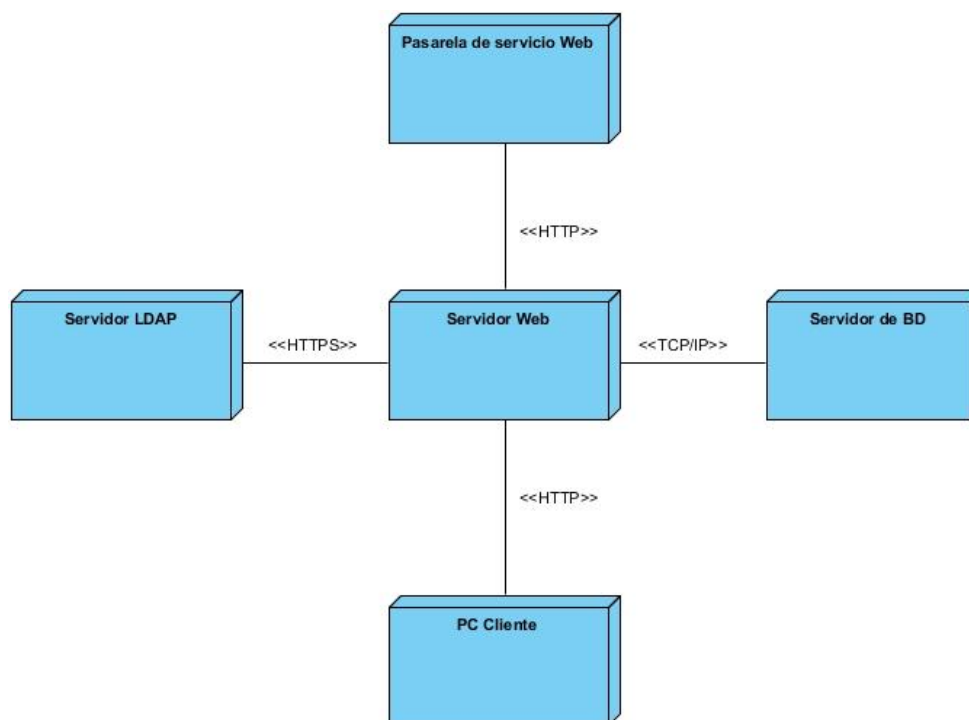 Pasarela de servicio Web
<<HTTP>>
Servidor LDAP
<<HTTPS>>
Servidor Web
<<TCP/IP>>
Servidor de BD
<<HTTP>>
PC Cliente